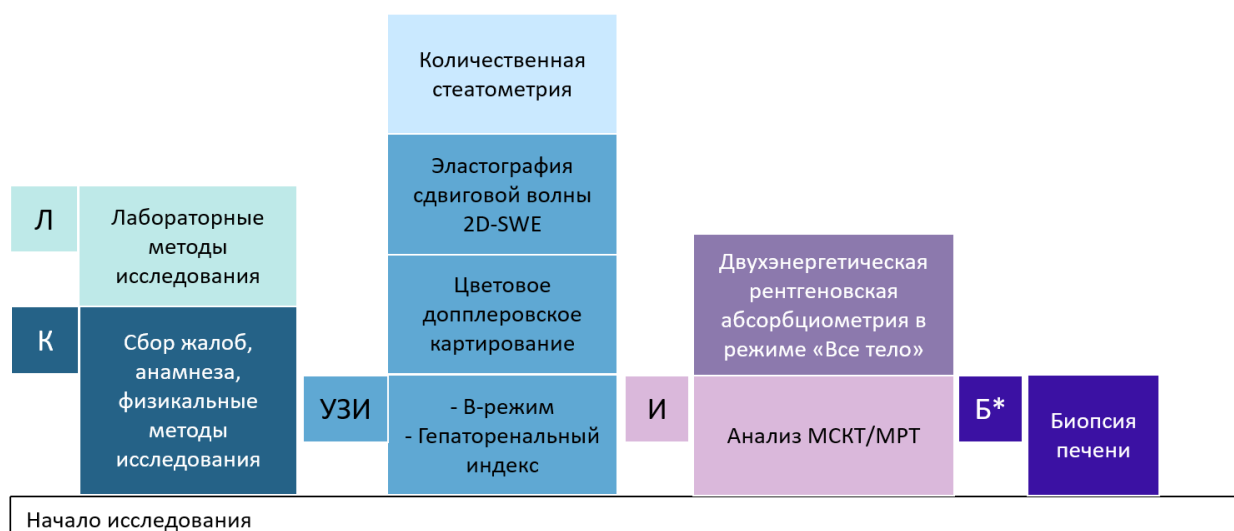 Количественная
стеатометрия
Эластография
сдвиговой волны
2D-SWE
Л
Лабораторные
методы
исследования
Цветовое
допплеровское
картирование
Двухэнергетическая
рентгеновская
абсорбциометрия в
режиме «Все тело»
К
Сбор жалоб,
анамнеза,
физикальные
методы
исследования
УЗИ
- В-режим
- Гепаторенальный
индекс
И
Анализ МСКТ/МРТ
Б*
Биопсия
печени
Начало исследования